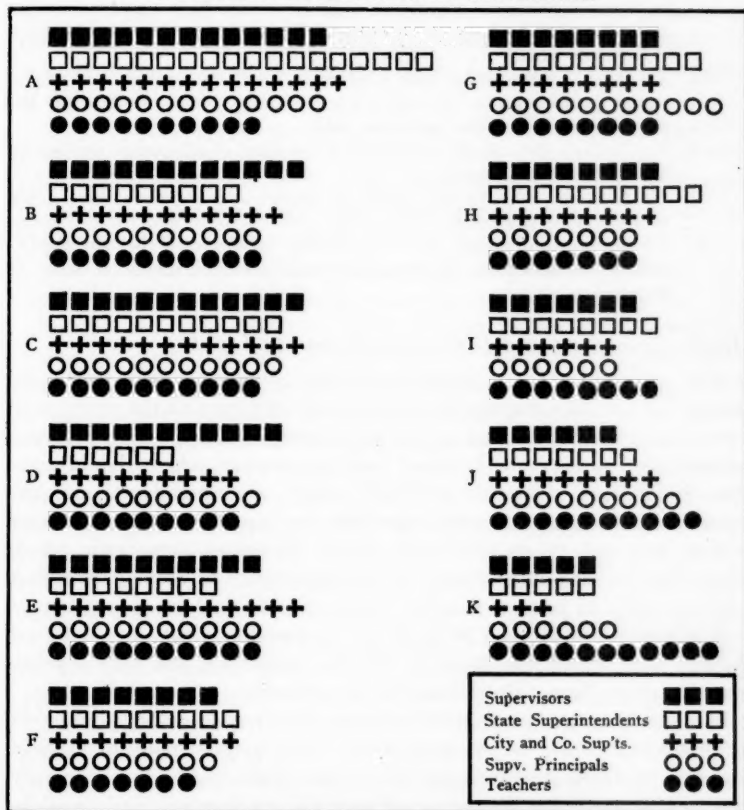 A
B
C
D
E
F
G
H
I
J
K
Supervisors
State Superintendents
City and Co. Sup'ts.
Supv. Principals
Teachers